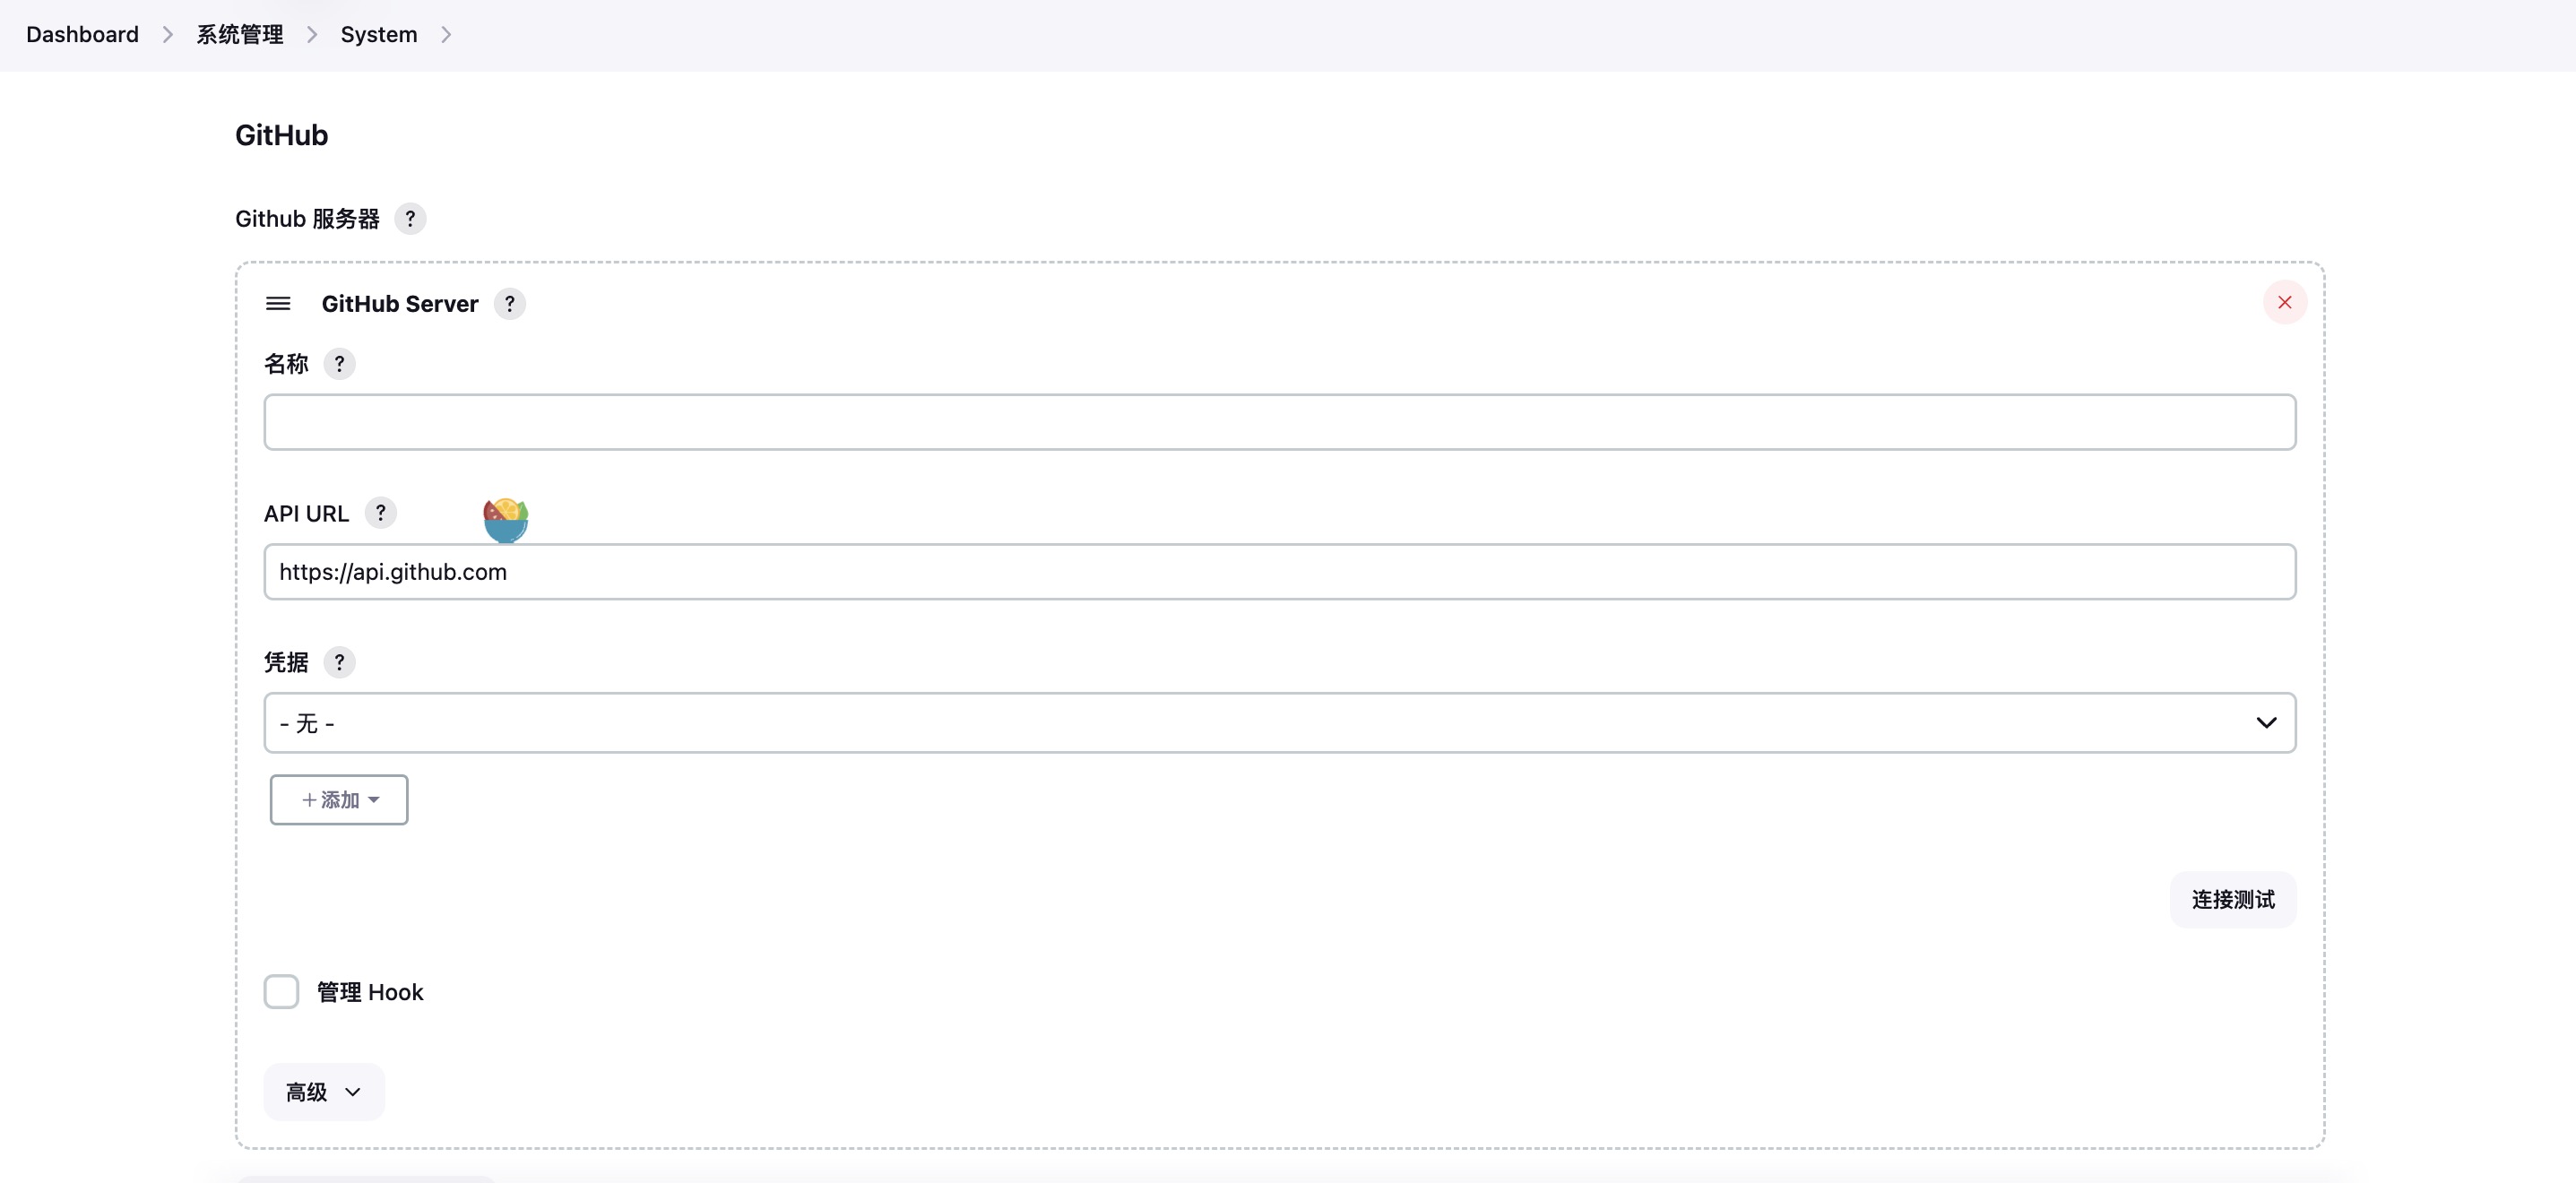 Dashboard 系统管理 System
GitHub
Github 服务器 ?
GitHub Server ?
名称 ?
API URL ?
https://api.github.com
凭据 ?
- 无 -
+添加
连接测试
管理 Hook
高级